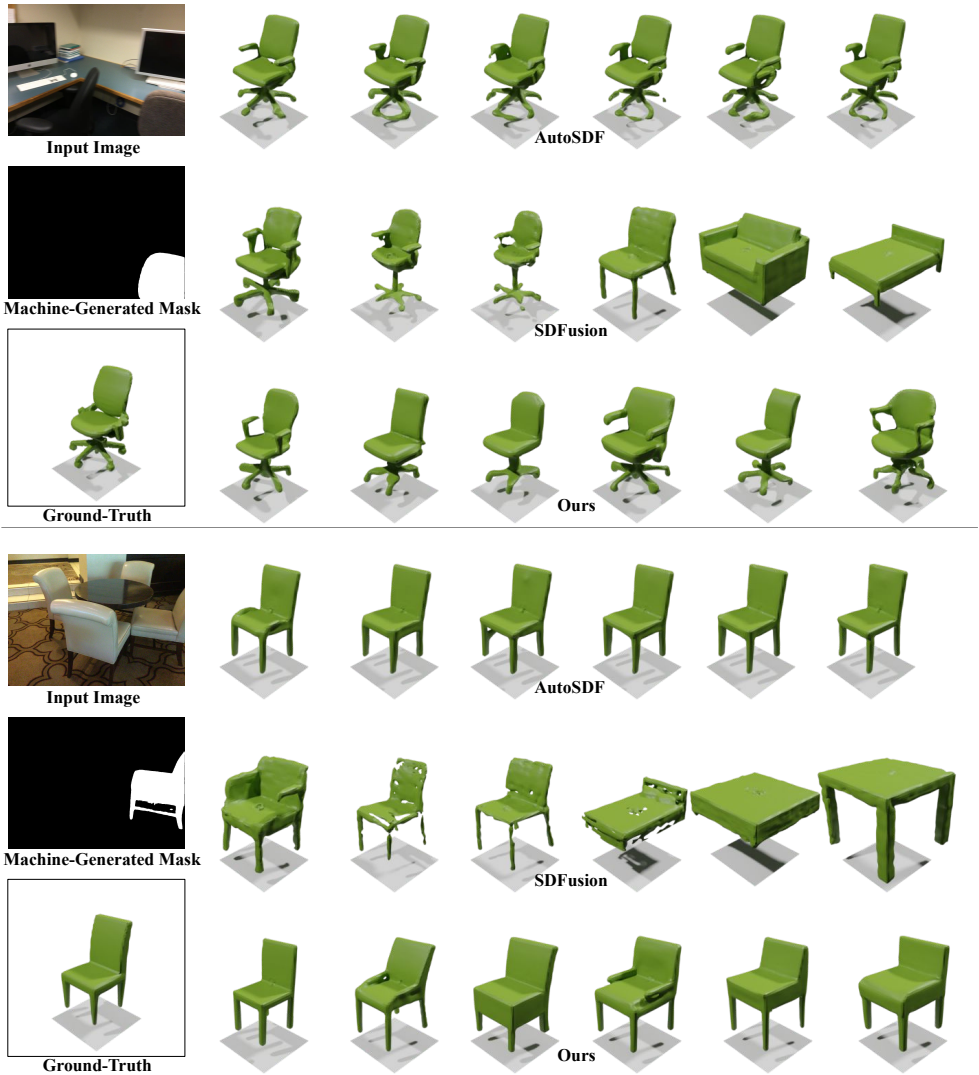 AutoSDF
Input Image
Machine-Generated Mask
SDFusion
Ours
Ground-Truth
AutoSDF
Input Image
Machine-Generated Mask
SDFusion
Ours
Ground-Truth